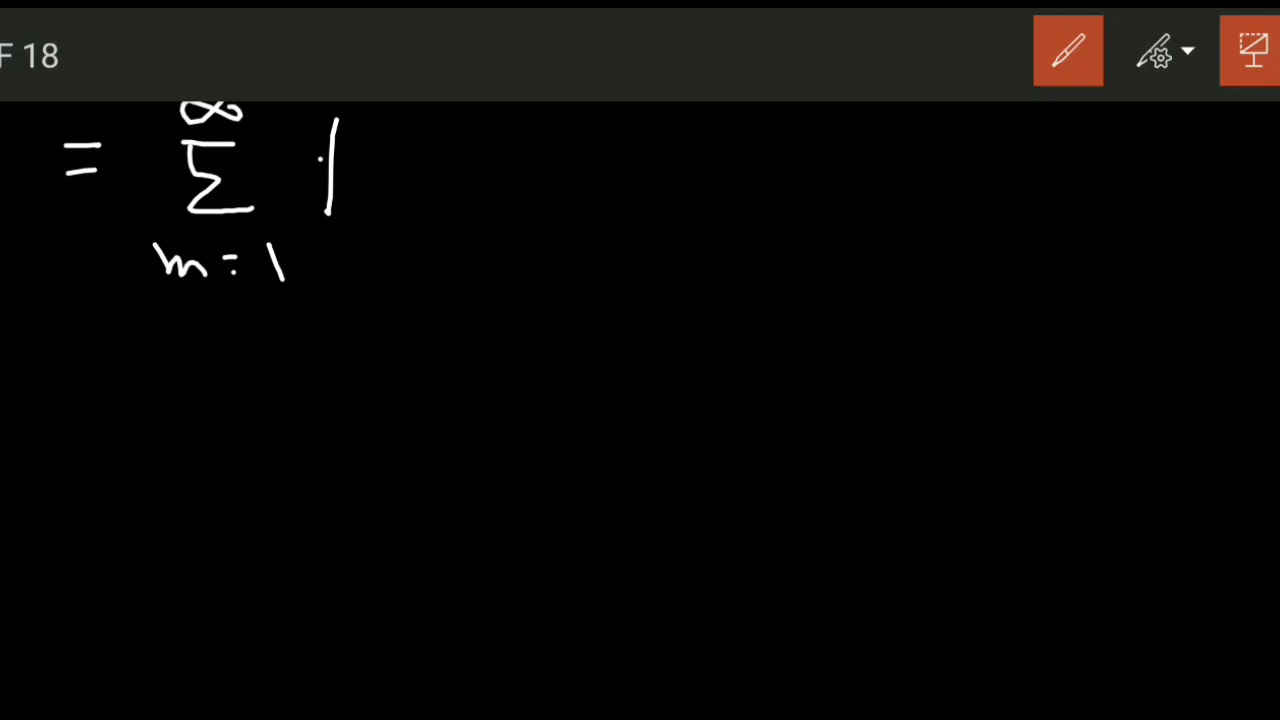 F 18
= ∞ Σ |
m = 1